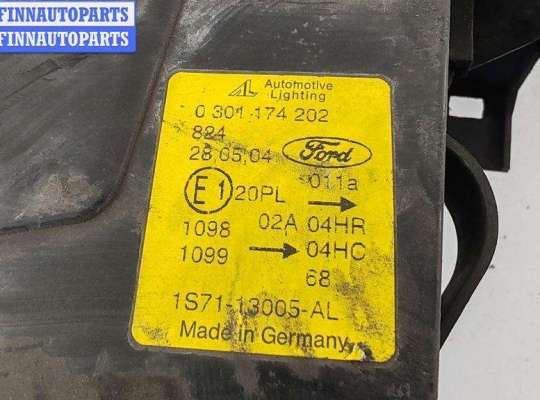 FINNAUTOPARTS
FINNAUTOPARTS
AL Automotive
Lighting
0 301 174 202
824
28.05.04 Ford
E1 20PL 011a
1098 02A 04HR
1099 04HC
68
1S71-13005-AL
Made in Germany